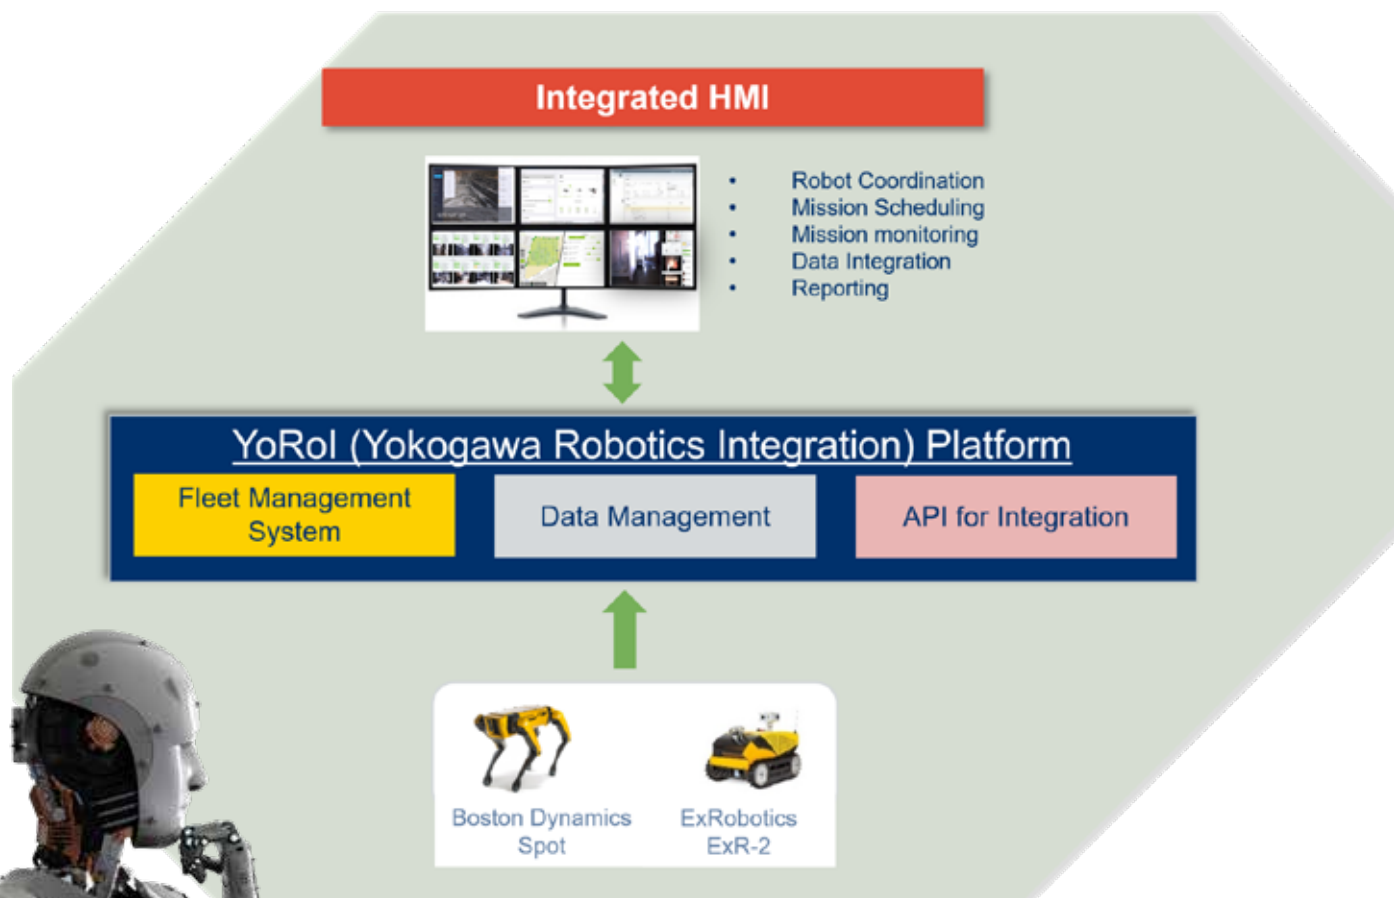 Integrated HMI
• Robot Coordination
• Mission Scheduling
• Mission monitoring
• Data Integration
• Reporting
YoRoI (Yokogawa Robotics Integration) Platform
Fleet Management
System
Data Management
API for Integration
Boston Dynamics
Spot
ExRobotics
ExR-2